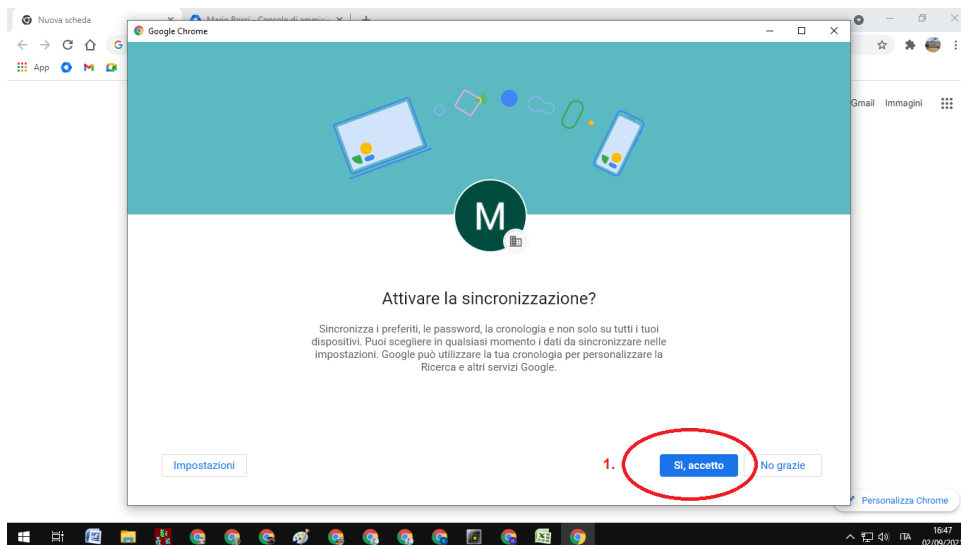 Nuova scheda
Mario Rossi - Console di ammi
Google Chrome
G
App
Gmail Immagini
M
Attivare la sincronizzazione?
Sincronizza i preferiti, le password, la cronologia e non solo su tutti i tuoi
dispositivi. Puoi scegliere in qualsiasi momento i dati da sincronizzare nelle
impostazioni. Google può utilizzare la tua cronologia per personalizzare la
Ricerca e altri servizi Google.
Impostazioni
1.
Sì, accetto
No grazie
Personalizza Chrome
ITA
16:47
02/09/202